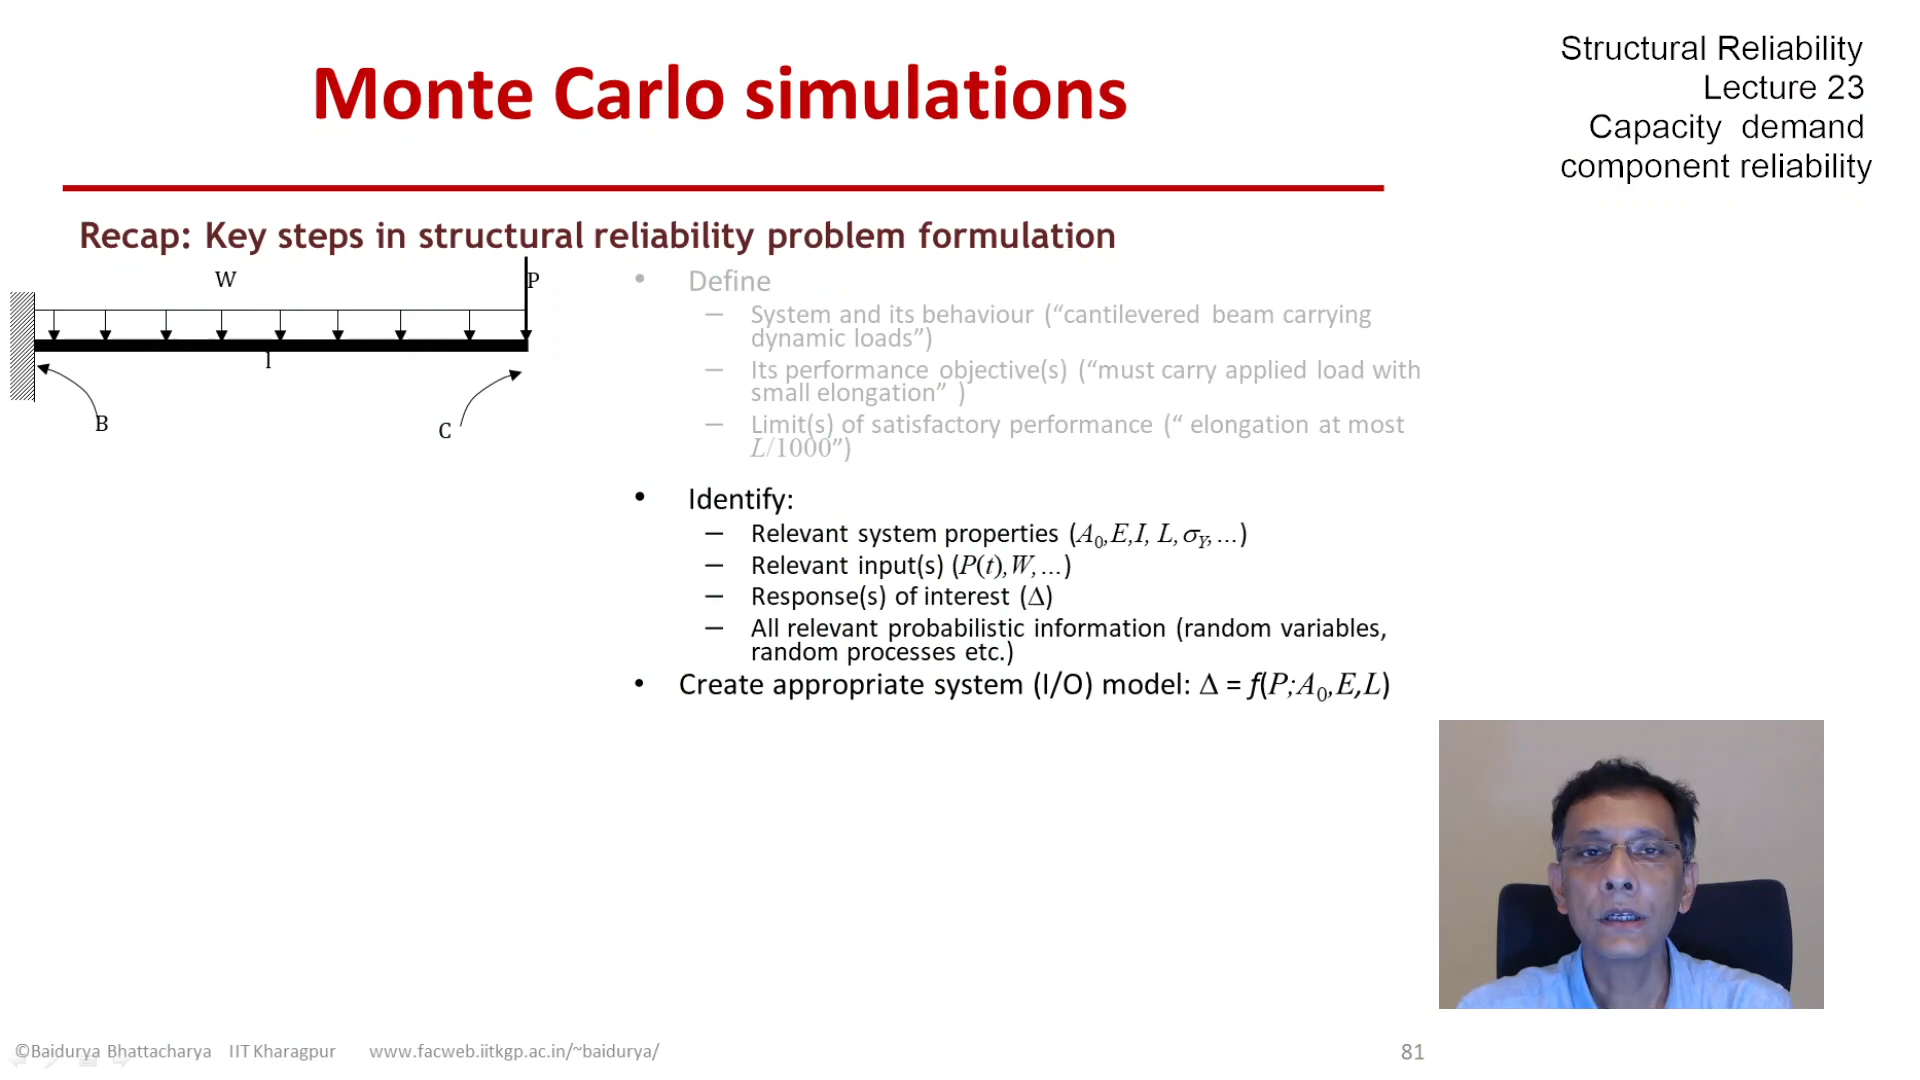 Monte Carlo simulations
Structural Reliability
Lecture 23
Capacity demand
component reliability
Recap: Key steps in structural reliability problem formulation
W
P
l
B
C
• Define
– System and its behaviour (“cantilevered beam carrying
dynamic loads”)
– Its performance objective(s) (“must carry applied load with
small elongation” )
– Limit(s) of satisfactory performance (“ elongation at most
L/1000”)
• Identify:
– Relevant system properties (A₀,E,I, L, σ_Y, …)
– Relevant input(s) (P(t), W, …)
– Response(s) of interest (Δ)
– All relevant probabilistic information (random variables,
random processes etc.)
• Create appropriate system (I/O) model: Δ = f(P;A₀,E,L)
©Baidurya Bhattacharya IIT Kharagpur www.facweb.iitkgp.ac.in/~baidurya/
81